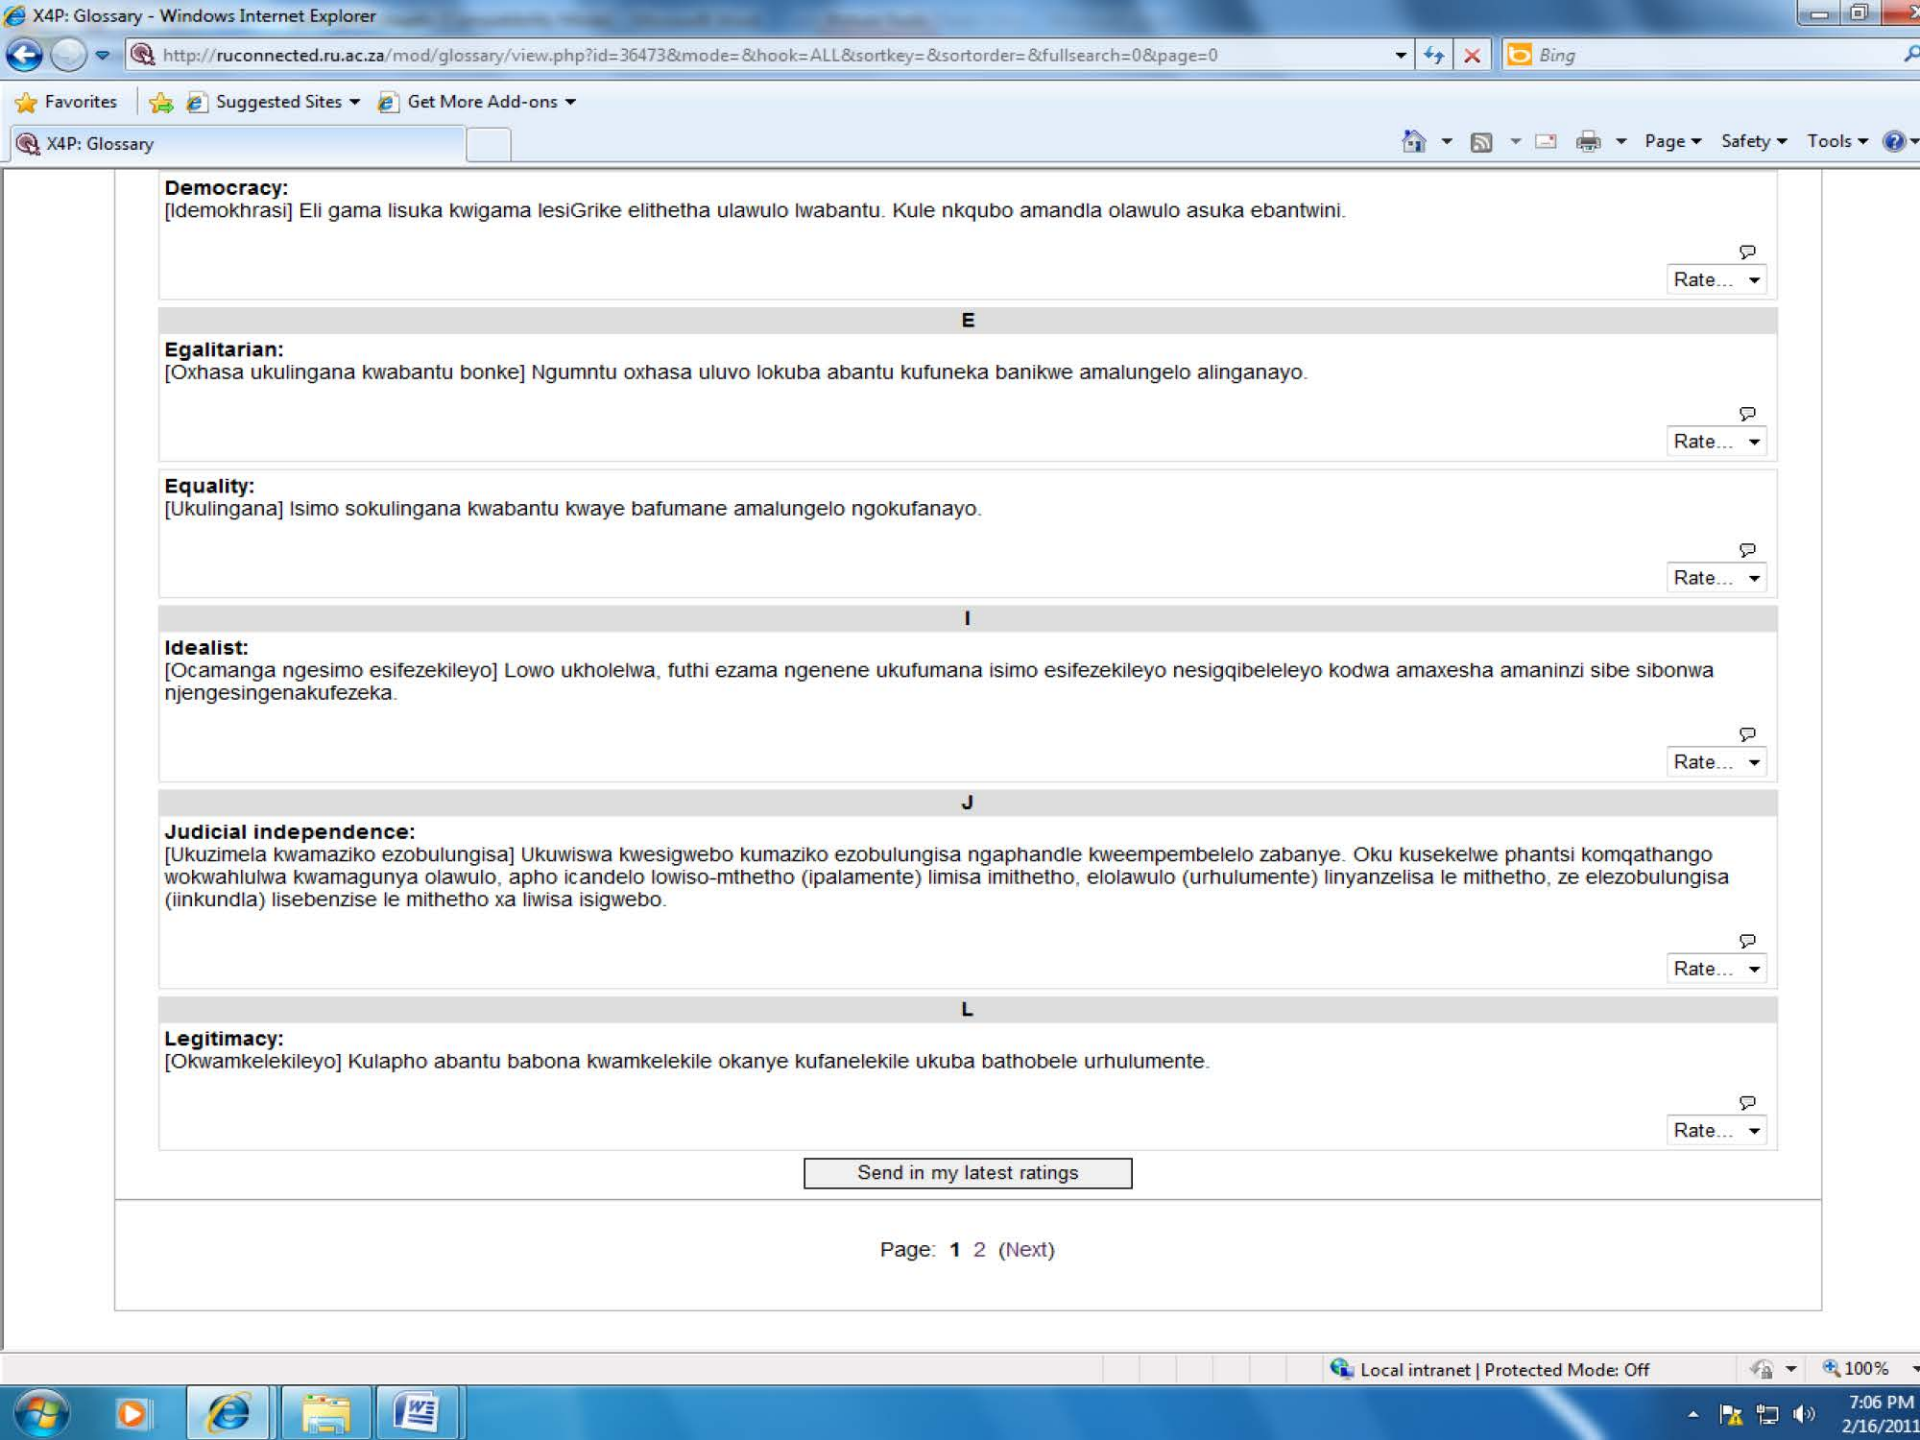 X4P: Glossary - Windows Internet Explorer
http://ruconnected.ru.ac.za/mod/glossary/view.php?id=36473&mode=&hook=ALL&sortkey=&sortorder=&fullsearch=0&page=0
Bing
Favorites
Suggested Sites
Get More Add-ons
X4P: Glossary
Page
Safety
Tools
Democracy:
[Idemokhrasi] Eli gama lisuka kwigama lesiGrike elithetha ulawulo lwabantu. Kule nkqubo amandla olawulo asuka ebantwini.
Rate...
E
Egalitarian:
[Oxhasa ukulingana kwabantu bonke] Ngumntu oxhasa uluvo lokuba abantu kufuneka banikwe amalungelo alinganayo.
Rate...
Equality:
[Ukulingana] Isimo sokulingana kwabantu kwaye bafumane amalungelo ngokufanayo.
Rate...
I
Idealist:
[Ocamanga ngesimo esifezekileyo] Lowo ukholelwa, futhi ezama ngenene ukufumana isimo esifezekileyo nesigqibeleleyo kodwa amaxesha amaninzi sibe sibonwa
njengesingenakufezeka.
Rate...
J
Judicial independence:
[Ukuzimela kwamaziko ezobulungisa] Ukuwiswa kwesigwebo kumaziko ezobulungisa ngaphandle kweempembelelo zabanye. Oku kusekelwe phantsi komqathango
wokwahlulwa kwamagunya olawulo, apho icandelo lowiso-mthetho (ipalamente) limisa imithetho, elolawulo (urhulumente) linyanzelisa le mithetho, ze elezobulungisa
(iinkundla) lisebenzise le mithetho xa liwisa isigwebo.
Rate...
L
Legitimacy:
[Okwamkelekileyo] Kulapho abantu babona kwamkelekile okanye kufanelekile ukuba bathobele urhulumente.
Rate...
Send in my latest ratings
Page: 1 2 (Next)
Local intranet | Protected Mode: Off
100%
7:06 PM
2/16/2011